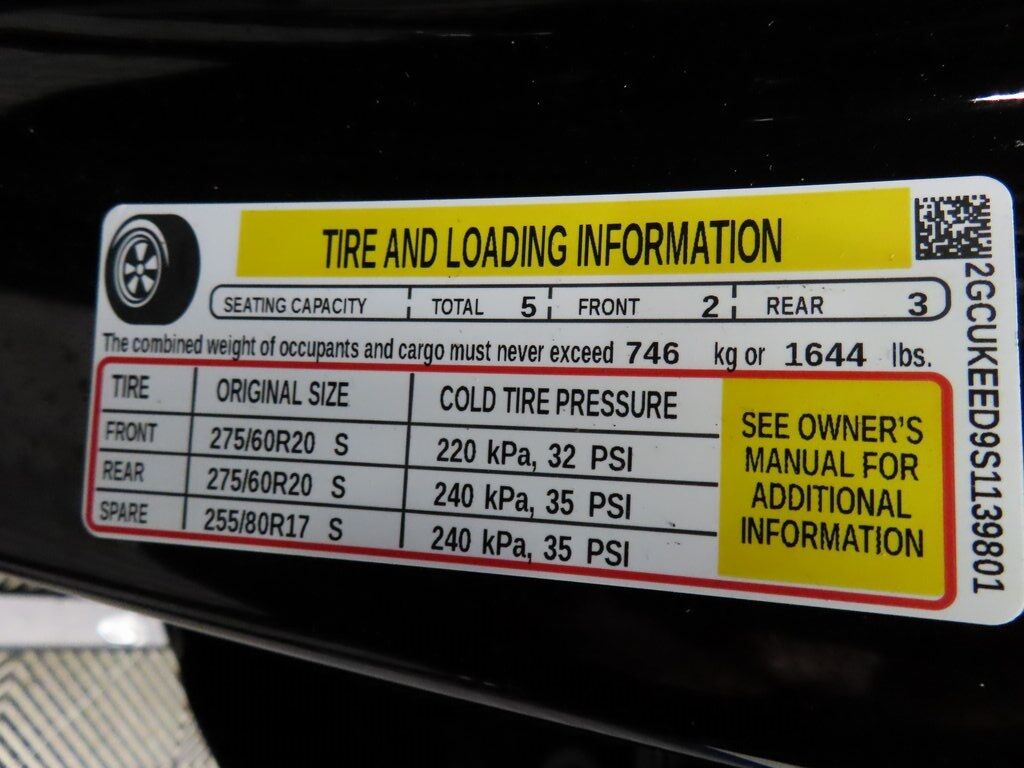 TIRE AND LOADING INFORMATION
SEATING CAPACITY TOTAL 5 FRONT 2 REAR 3
The combined weight of occupants and cargo must never exceed 746 kg or 1644 lbs.
TIRE ORIGINAL SIZE COLD TIRE PRESSURE
FRONT 275/60R20 S 220 kPa, 32 PSI
REAR 275/60R20 S 240 kPa, 35 PSI
SPARE 255/80R17 S 240 kPa, 35 PSI
SEE OWNER'S
MANUAL FOR
ADDITIONAL
INFORMATION
2GCUKEED9S1139801